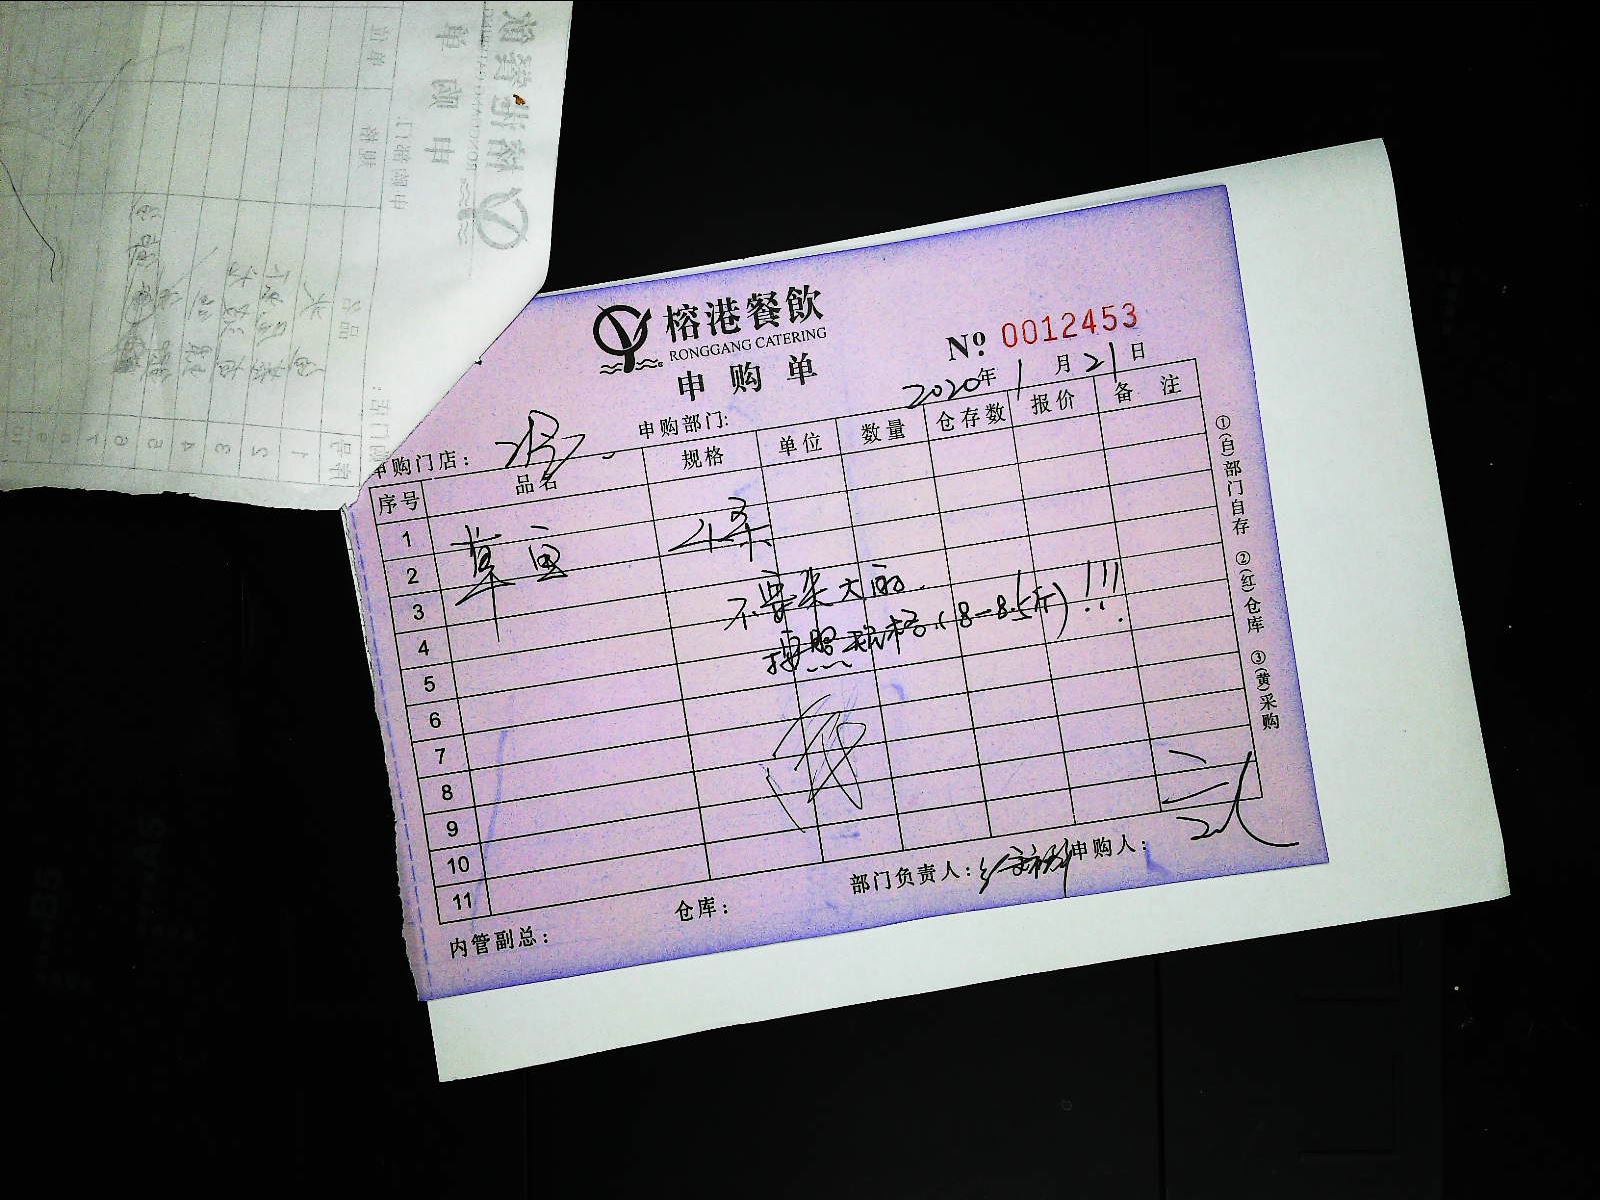 榕港餐飲
RONGGANG CATERING
申购单
Nº 0012453
2020年1月21日
申购门店：
申购部门:
序号 品名 规格 单位 数量 仓存数 报价 备注
1
2 草鱼 4条
3 不要太大的
4 按照规格(8-8.5斤)!!!
5
6
7
8
9
10
11
内管副总：
仓库：
部门负责人：
申购人：
①(白)部门自存 ②(红)仓库 ③(黄)采购